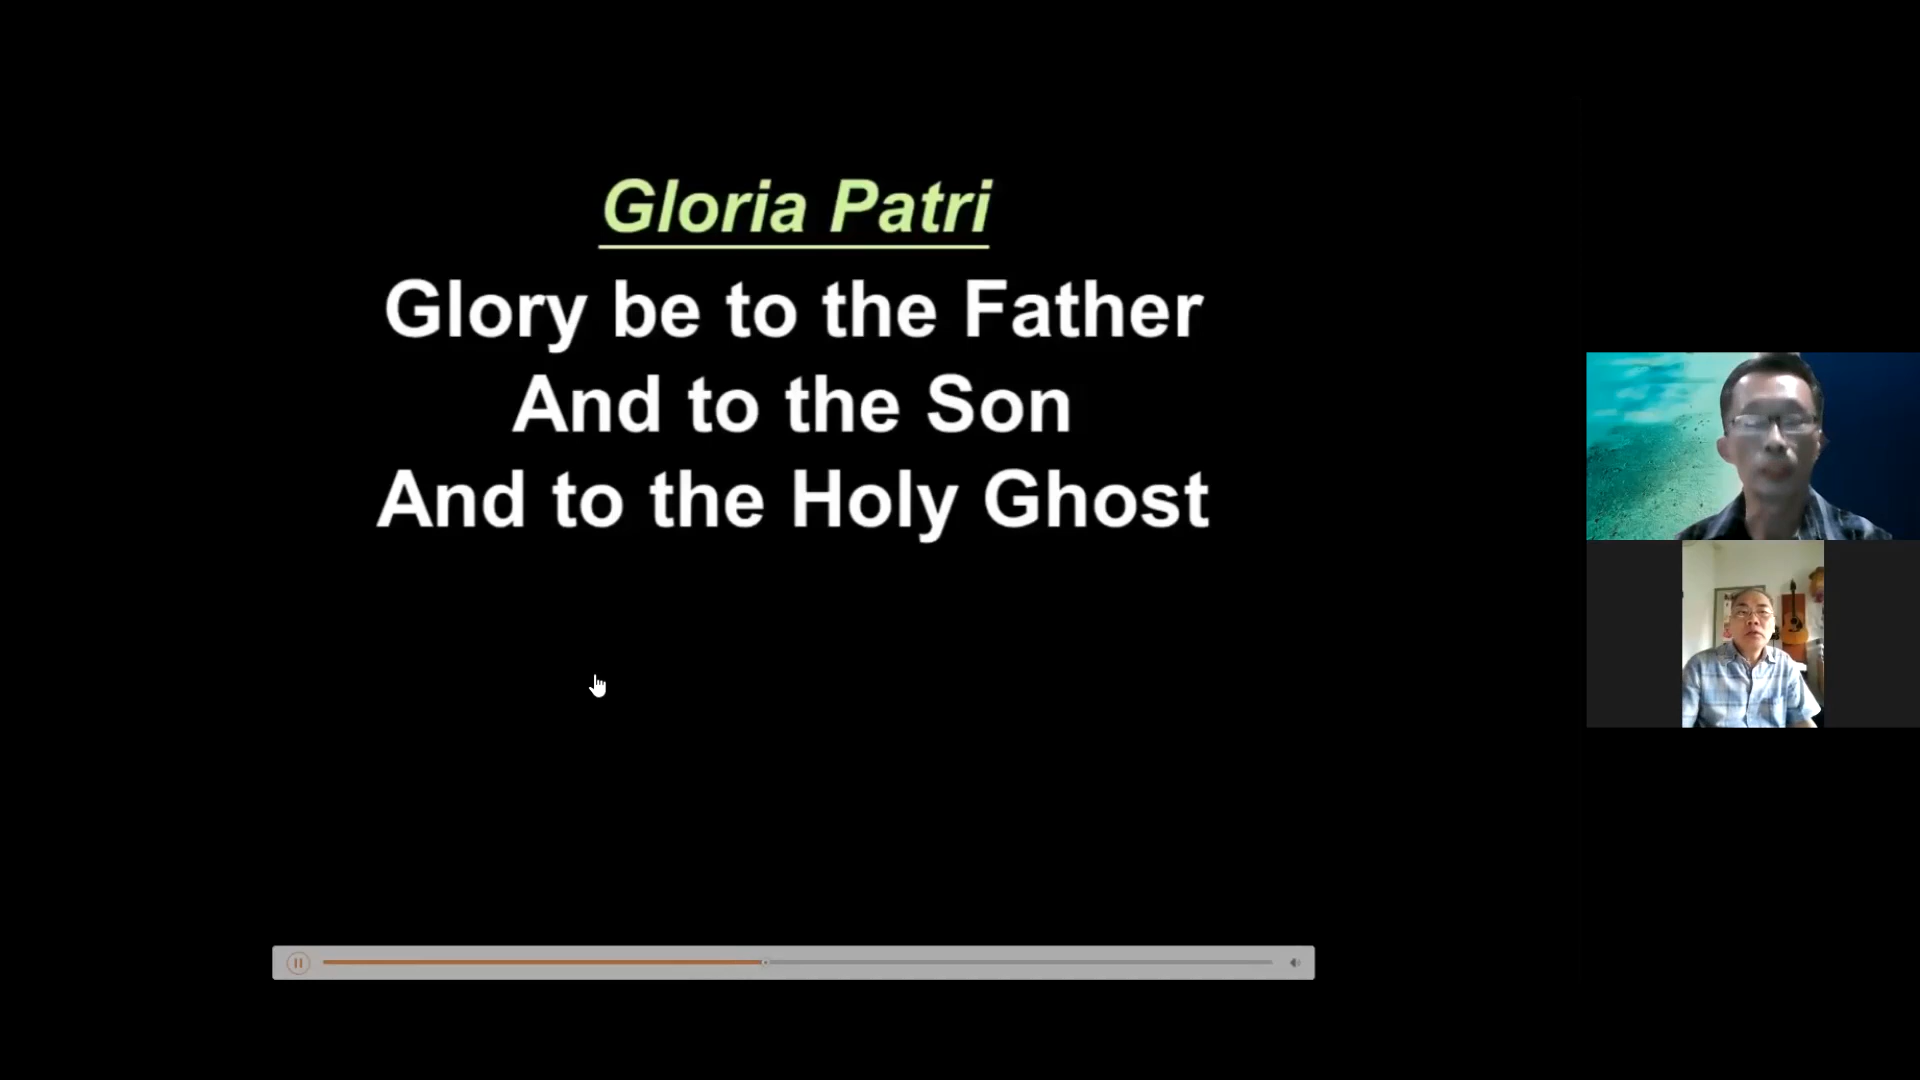 Gloria Patri
Glory be to the Father
And to the Son
And to the Holy Ghost